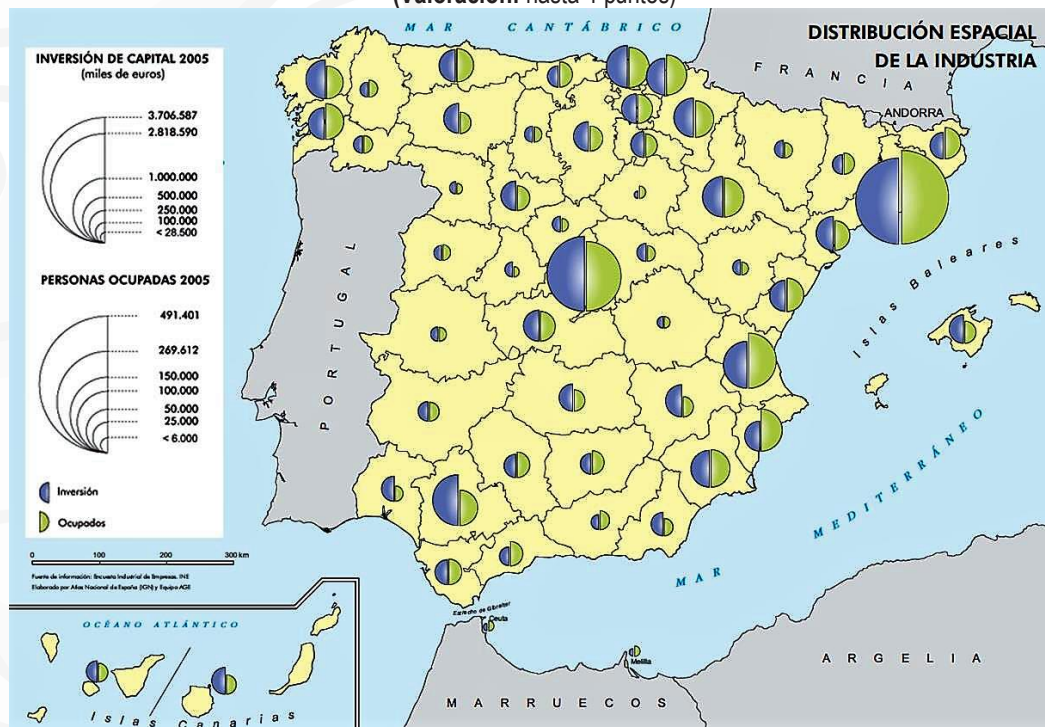 (Valoración: hasta 4 puntos)
DISTRIBUCIÓN ESPACIAL
DE LA INDUSTRIA
INVERSIÓN DE CAPITAL 2005
(miles de euros)
3.706.587
2.818.590
1.000.000
500.000
250.000
100.000
< 28.500
PERSONAS OCUPADAS 2005
491.401
269.612
150.000
100.000
50.000
25.000
< 6.000
Inversión
Ocupados
0 100 200 300 km
Fuente de información: Encuesta Industrial de Empresas. INE
Elaborado por Atlas Nacional de España (IGN) y Equipo AGE
MAR CANTÁBRICO
FRANCIA
ANDORRA
PORTUGAL
Islas Baleares
MAR MEDITERRÁNEO
Estrecho de Gibraltar
Ceuta
Melilla
MARRUECOS
ARGELIA
OCÉANO ATLÁNTICO
Islas Canarias